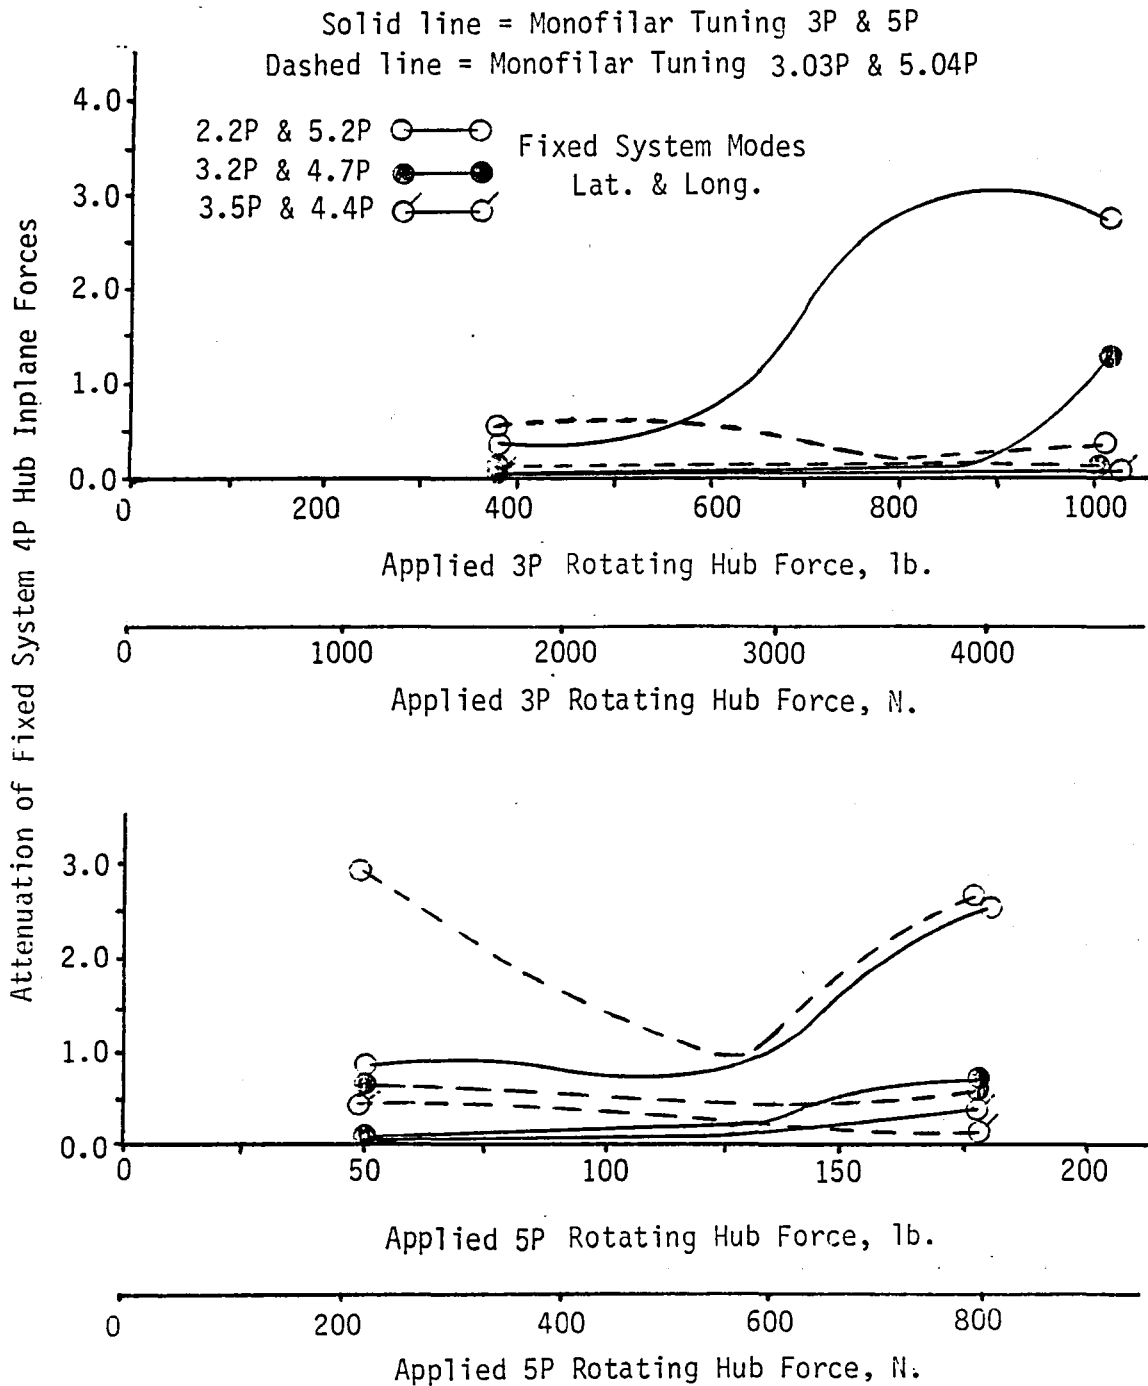 Solid line = Monofilar Tuning 3P & 5P
Dashed line = Monofilar Tuning 3.03P & 5.04P
2.2P & 5.2P
3.2P & 4.7P
3.5P & 4.4P
Fixed System Modes
Lat. & Long.
Attenuation of Fixed System 4P Hub Inplane Forces
4.0
3.0
2.0
1.0
0.0
0 200 400 600 800 1000
Applied 3P Rotating Hub Force, lb.
0 1000 2000 3000 4000
Applied 3P Rotating Hub Force, N.
3.0
2.0
1.0
0.0
0 50 100 150 200
Applied 5P Rotating Hub Force, lb.
0 200 400 600 800
Applied 5P Rotating Hub Force, N.